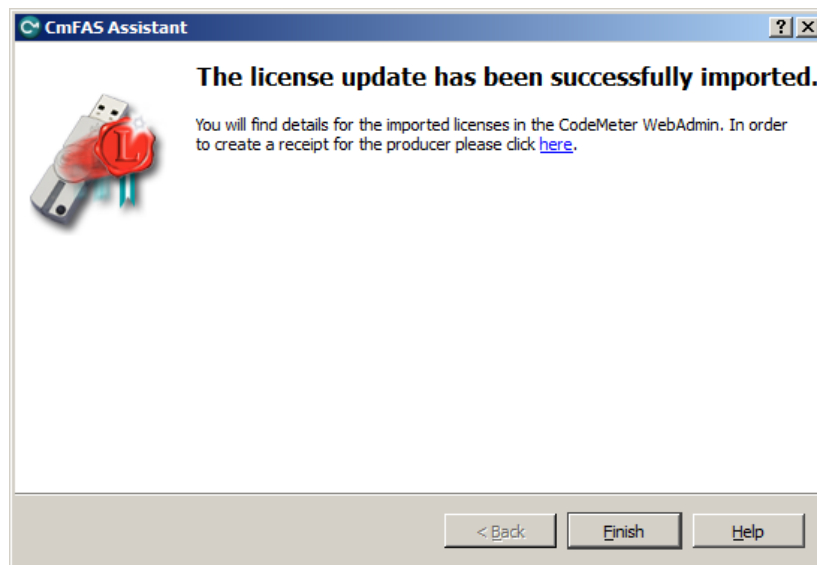 CmFAS Assistant
The license update has been successfully imported.
You will find details for the imported licenses in the CodeMeter WebAdmin. In order
to create a receipt for the producer please click here.
L
< Back
Finish
Help